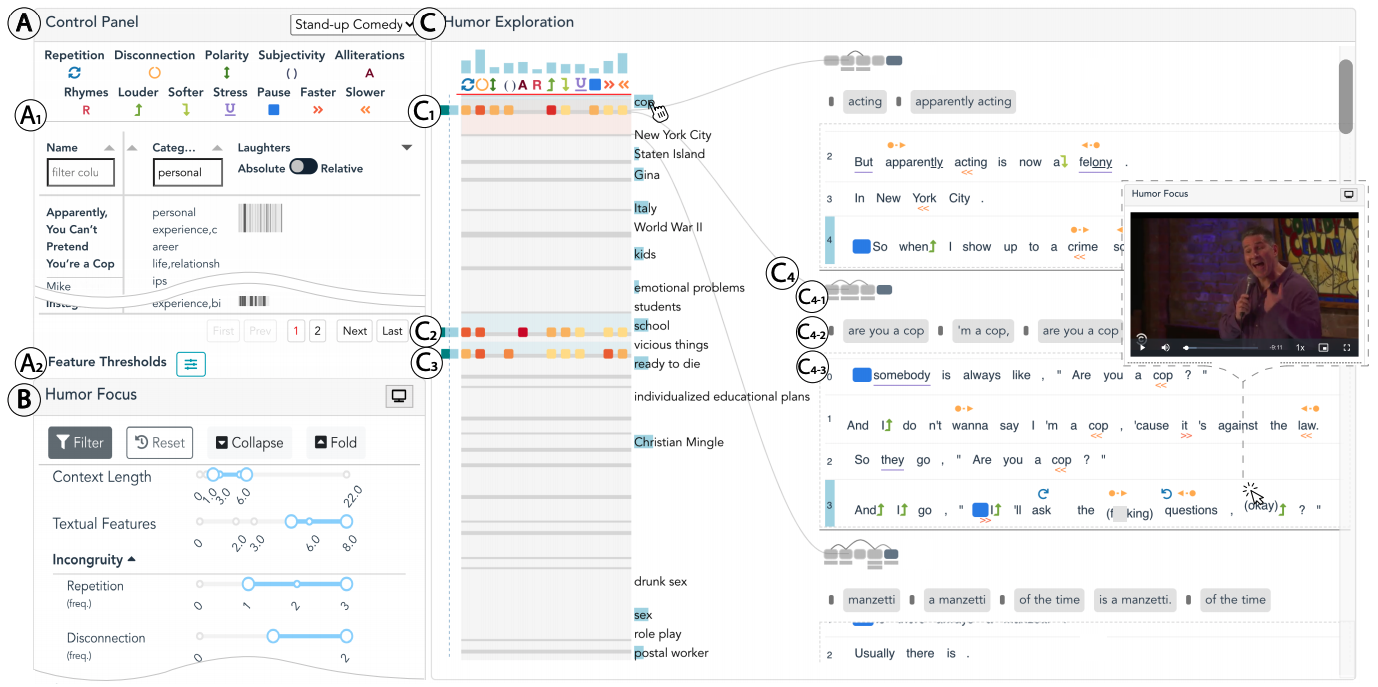 A Control Panel
Stand-up Comedy
Repetition Disconnection Polarity Subjectivity Alliterations
( ) A
Rhymes Louder Softer Stress Pause Faster Slower
R U >> <<
A1
Name Categ... Laughters
filter colu personal Absolute Relative
Apparently, personal
You Can't experience,c
Pretend areer
You're a Cop life,relationsh
Mike ips
experience,bi
First Prev 1 2 Next Last
A2 Feature Thresholds
B Humor Focus
Filter Reset Collapse Fold
Context Length
0 1.0 3.0 6.0 22.0
Textual Features
0 2.0 3.0 6.0 8.0
Incongruity
Repetition
(freq.)
0 1 2 3
Disconnection
(freq.)
0 2
C Humor Exploration
( ) A R U >> <<
C1
cop
New York City
Staten Island
Gina
Italy
World War II
kids
emotional problems
students
C2
school
vicious things
C3
ready to die
individualized educational plans
Christian Mingle
drunk sex
sex
role play
postal worker
acting apparently acting
2 But apparently acting is now a felony .
<<
3 In New York City .
<<
4 So when I show up to a crime
<<
C4
C4-1
C4-2
are you a cop 'm a cop, are you a cop
C4-3
0 somebody is always like , " Are you a cop ? "
<<
1 And I do n't wanna say I 'm a cop , 'cause it 's against the law.
<< >> <<
2 So they go , " Are you a cop ? "
<<
3 And I go , " I 'll ask the (f king) questions , (okay) ? "
>>
Humor Focus
-9:11 1x
manzetti a manzetti of the time is a manzetti. of the time
2 Usually there is .